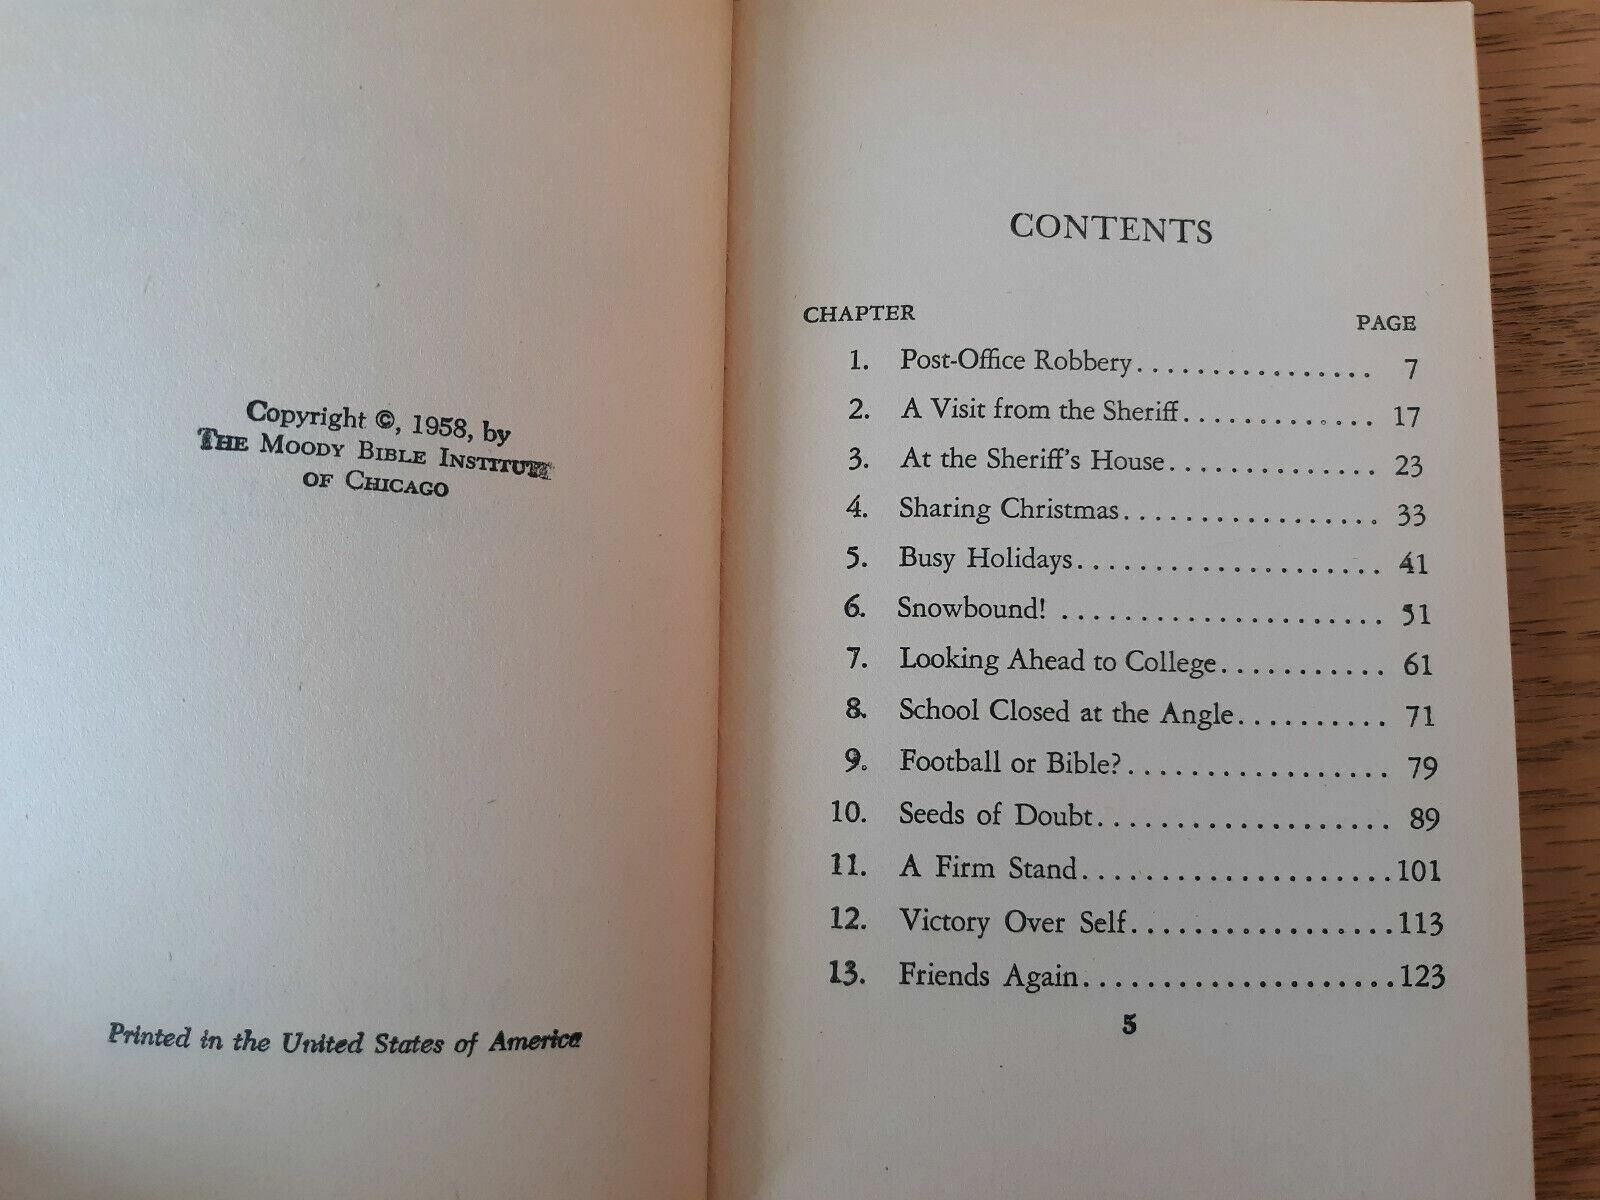 Copyright ©, 1958, by
THE MOODY BIBLE INSTITUTE
OF CHICAGO
Printed in the United States of America
CONTENTS
CHAPTER PAGE
1. Post-Office Robbery................ 7
2. A Visit from the Sheriff............. 17
3. At the Sheriff's House.............. 23
4. Sharing Christmas................. 33
5. Busy Holidays.................... 41
6. Snowbound! ..................... 51
7. Looking Ahead to College........... 61
8. School Closed at the Angle.......... 71
9. Football or Bible?................. 79
10. Seeds of Doubt................... 89
11. A Firm Stand....................101
12. Victory Over Self.................113
13. Friends Again....................123
5